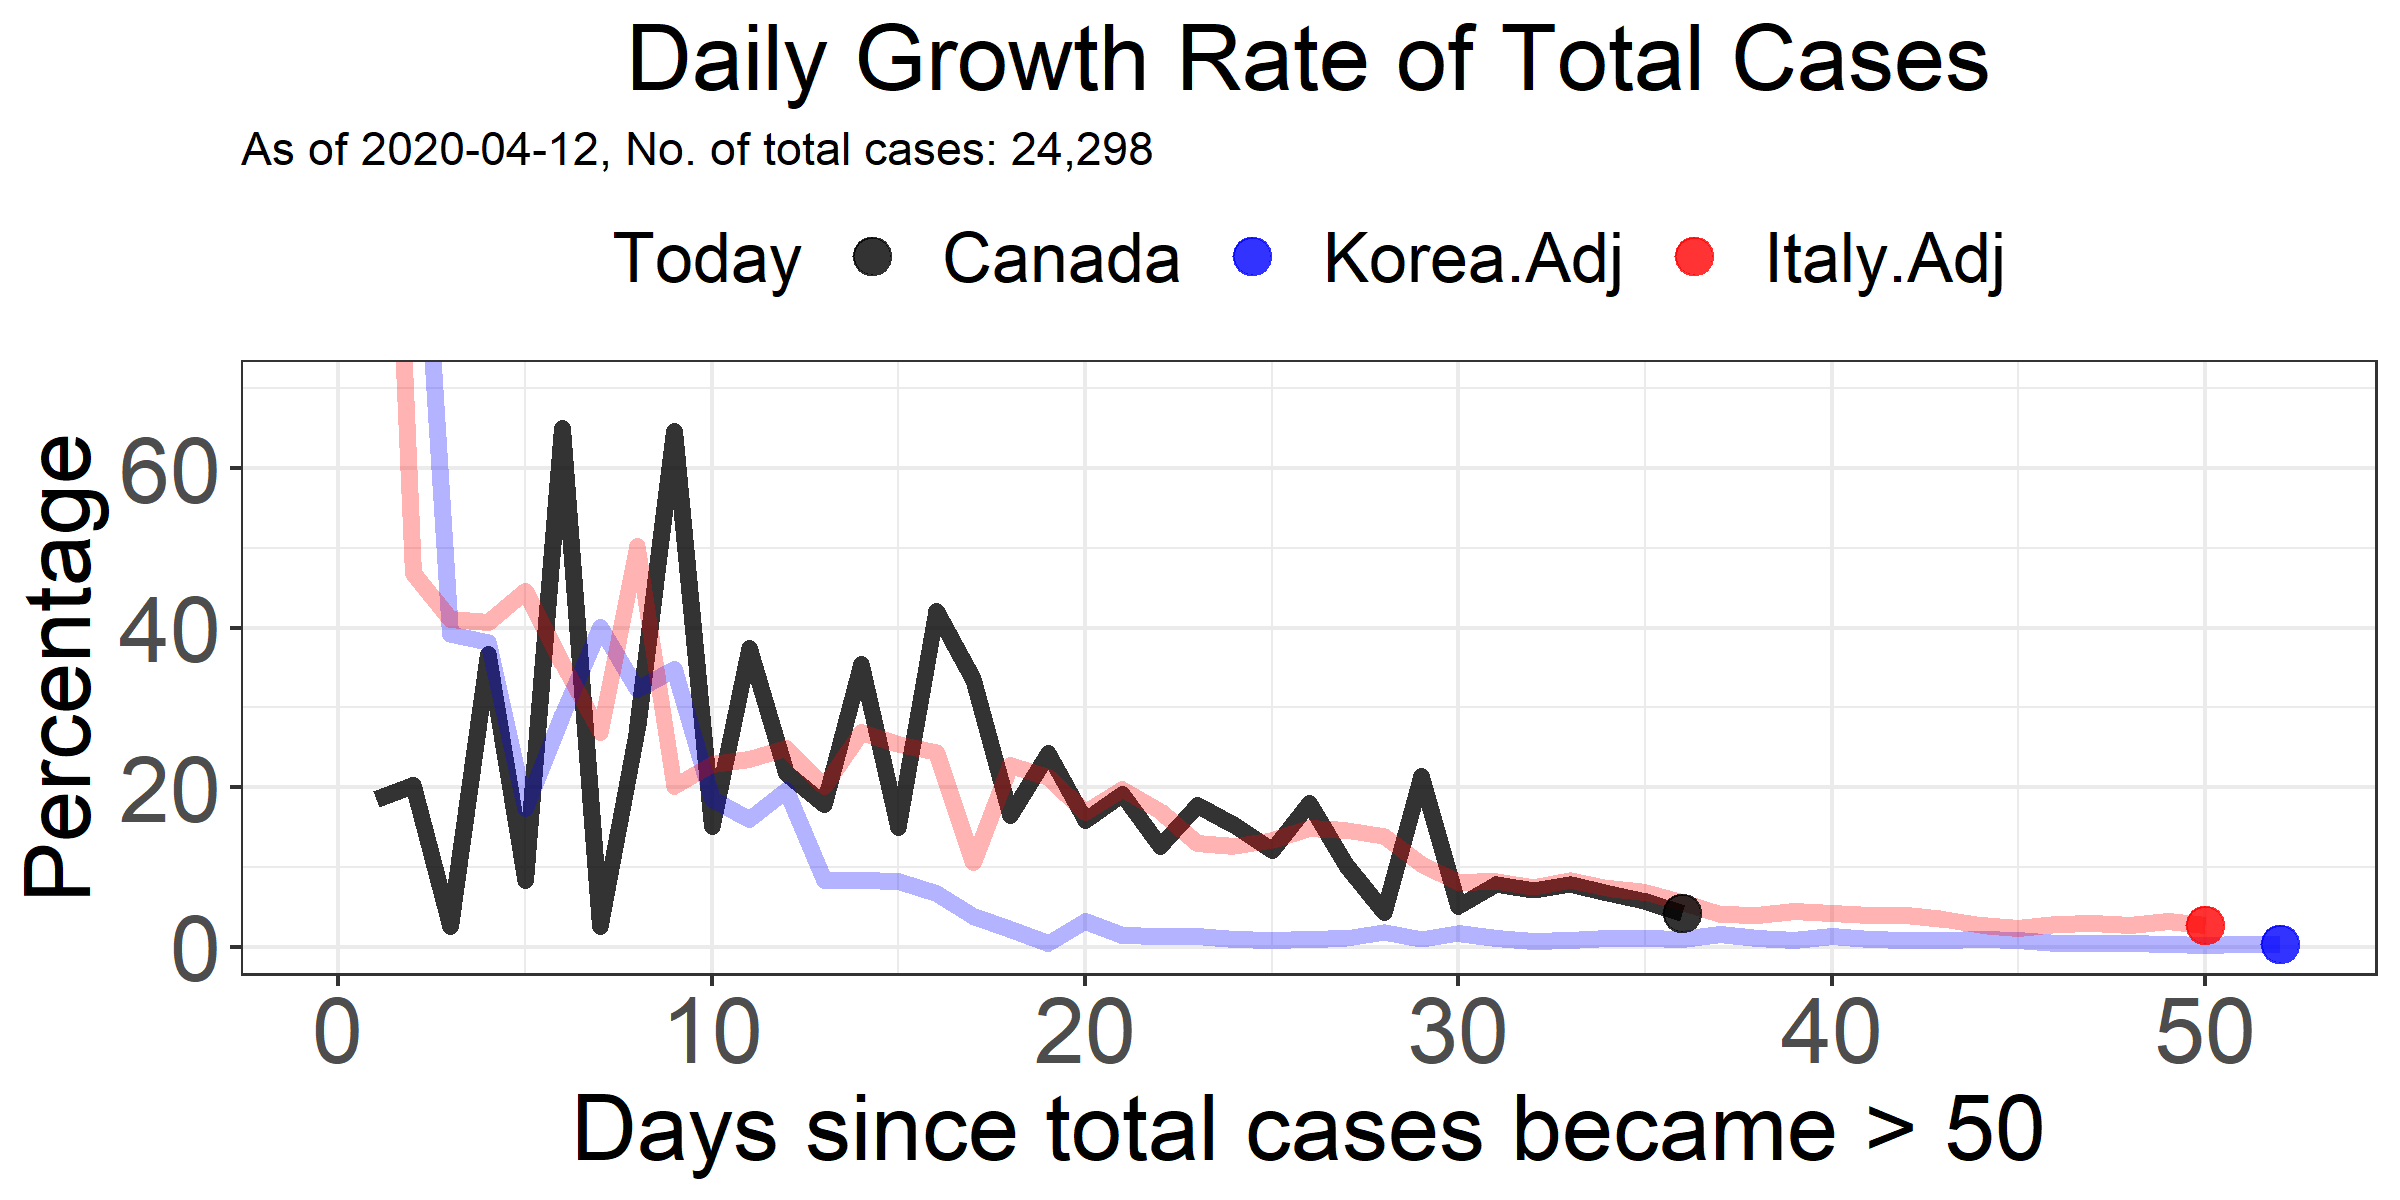 Daily Growth Rate of Total Cases
As of 2020-04-12, No. of total cases: 24,298
Today Canada Korea.Adj Italy.Adj
Percentage
60
40
20
0
0 10 20 30 40 50
Days since total cases became > 50